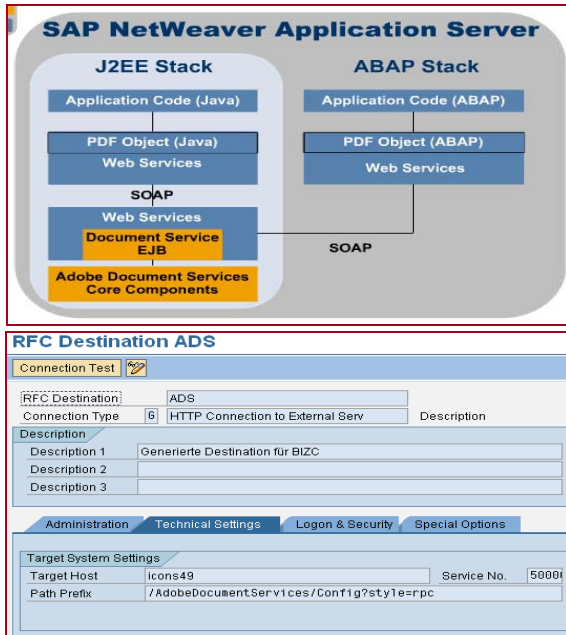 SAP NetWeaver Application Server
J2EE Stack
ABAP Stack
Application Code (Java)
Application Code (ABAP)
PDF Object (Java)
PDF Object (ABAP)
Web Services
Web Services
SOAP
Web Services
Document Service
EJB
SOAP
Adobe Document Services
Core Components
RFC Destination ADS
Connection Test
RFC Destination ADS
Connection Type G HTTP Connection to External Serv Description
Description
Description 1 Generierte Destination für BIZC
Description 2
Description 3
Administration Technical Settings Logon & Security Special Options
Target System Settings
Target Host icons49 Service No.
Path Prefix /AdobeDocumentServices/Config?style=rpc